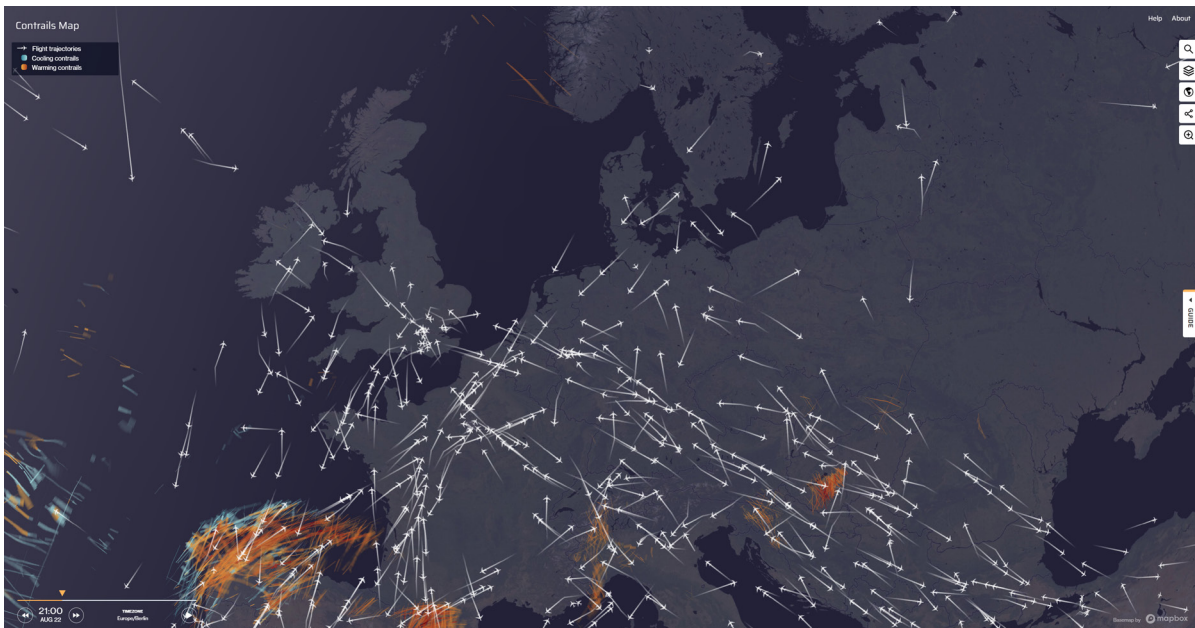 Contrails Map
Help About
Flight trajectories
Cooling contrails
Warming contrails
GUIDE
21:00
AUG 22
TIMEZONE
Europe/Berlin
Basemap by mapbox